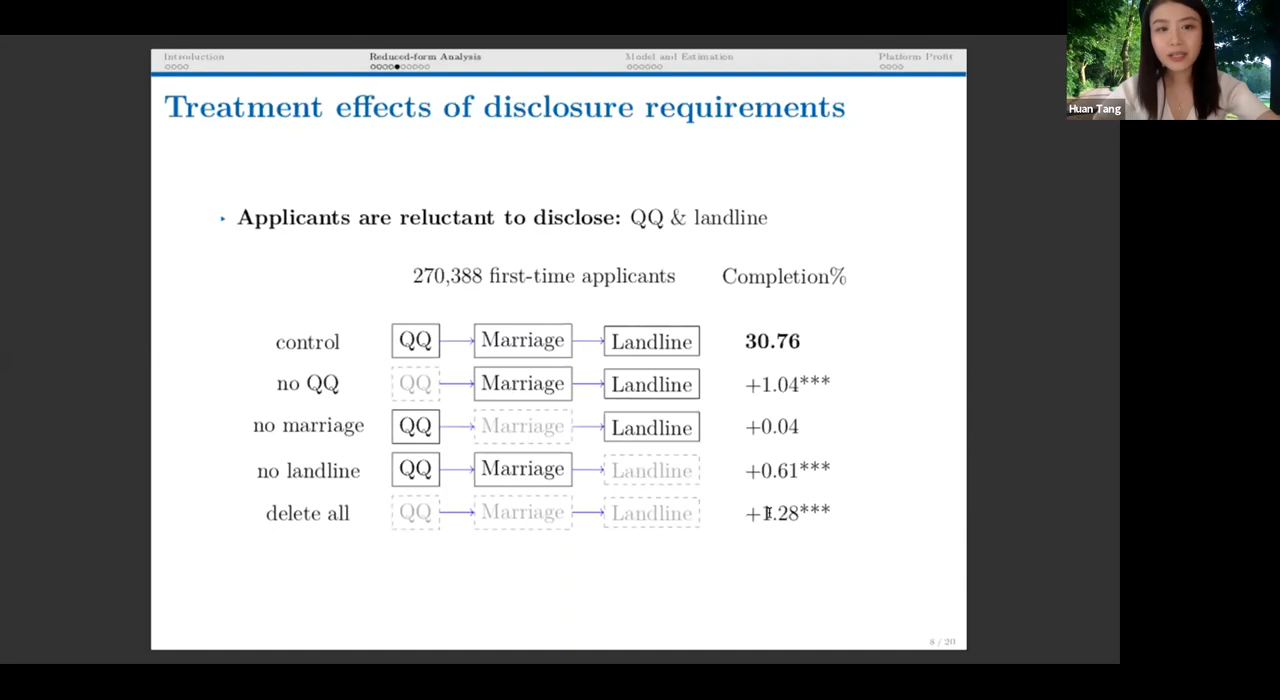 Introduction Reduced-form Analysis Model and Estimation Platform Profit
Huan Tang
Treatment effects of disclosure requirements
Applicants are reluctant to disclose: QQ & landline
270,388 first-time applicants Completion%
control QQ Marriage Landline 30.76
no QQ QQ Marriage Landline +1.04***
no marriage QQ Marriage Landline +0.04
no landline QQ Marriage Landline +0.61***
delete all QQ Marriage Landline +1.28***
8 / 20